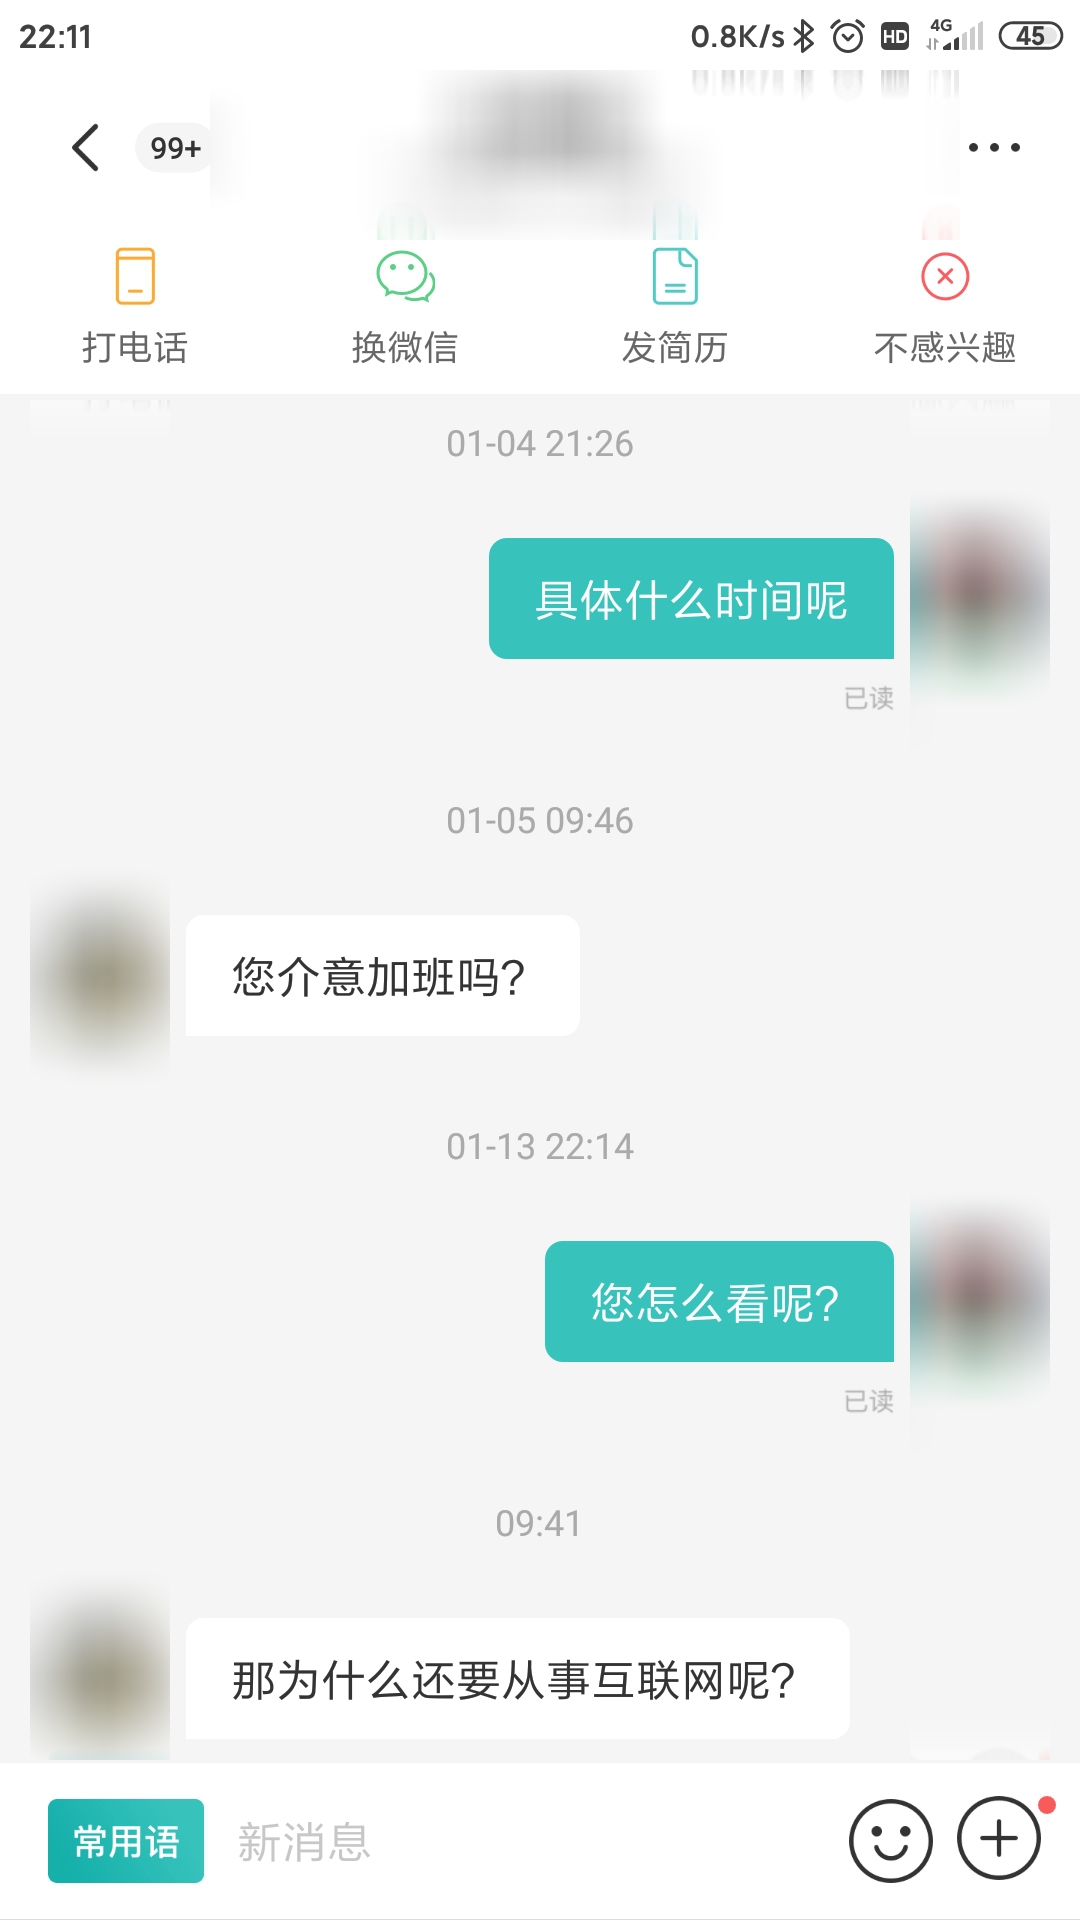 22:11
0.8K/s HD 4G 45
99+
打电话 换微信 发简历 不感兴趣
01-04 21:26
具体什么时间呢
已读
01-05 09:46
您介意加班吗?
01-13 22:14
您怎么看呢?
已读
09:41
那为什么还要从事互联网呢?
常用语 新消息